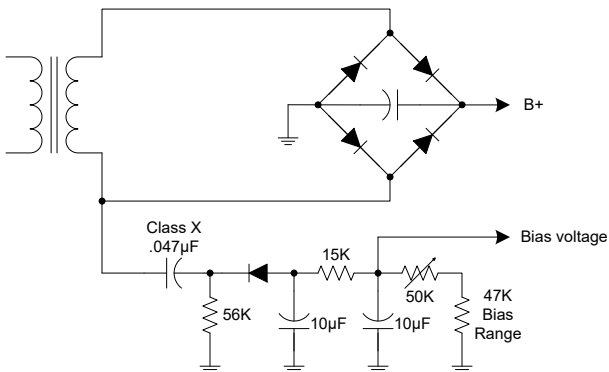 B+
Class X
.047µF
Bias voltage
15K
56K
10µF
10µF
50K
47K
Bias
Range